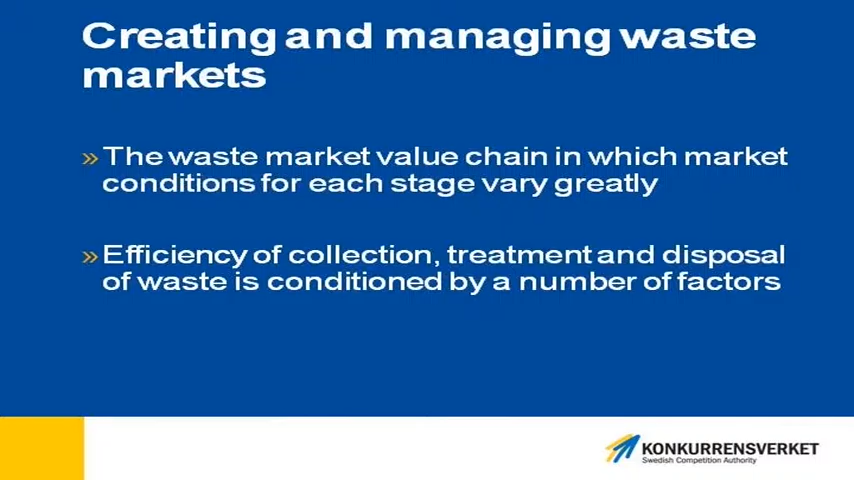 Creating and managing waste
markets
» The waste market value chain in which market
conditions for each stage vary greatly
» Efficiency of collection, treatment and disposal
of waste is conditioned by a number of factors
KONKURRENSVERKET
Swedish Competition Authority